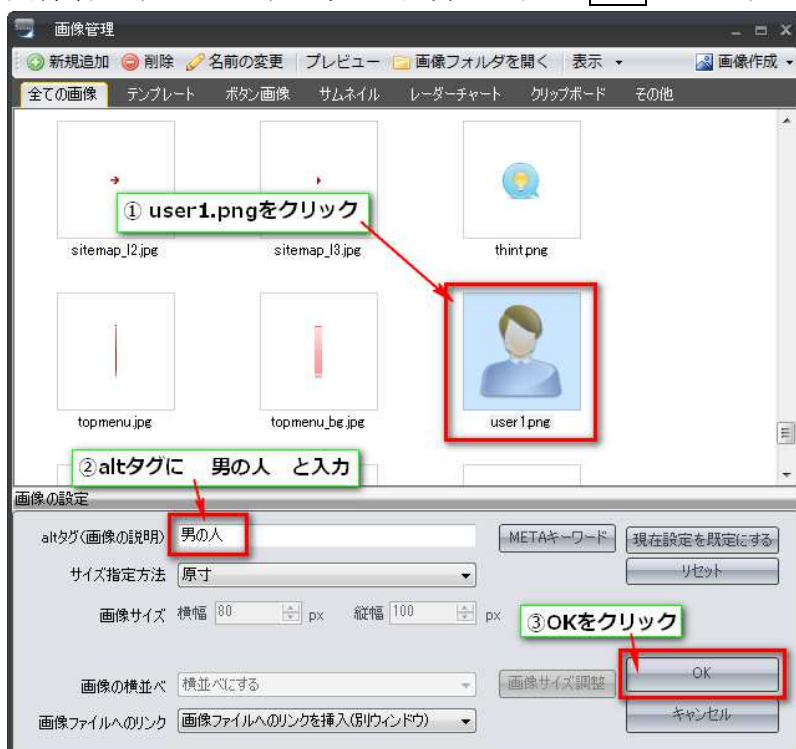 画像管理
新規追加 削除 名前の変更 プレビュー 画像フォルダを開く 表示 画像作成
全ての画像 テンプレート ボタン画像 サムネイル レーダーチャート クリップボード その他
① user1.pngをクリック
sitemap_l2.jpg sitemap_l3.jpg thint.png
topmenu.jpg topmenu_bg.jpg user1.png
②altタグに 男の人 と入力
画像の設定
altタグ(画像の説明) 男の人 METAキーワード 現在設定を既定にする
サイズ指定方法 原寸 リセット
画像サイズ 横幅 80 px 縦幅 100 px
③OKをクリック
画像の横並べ 横並べにする 画像サイズ調整 OK
画像ファイルへのリンク 画像ファイルへのリンクを挿入(別ウィンドウ) キャンセル